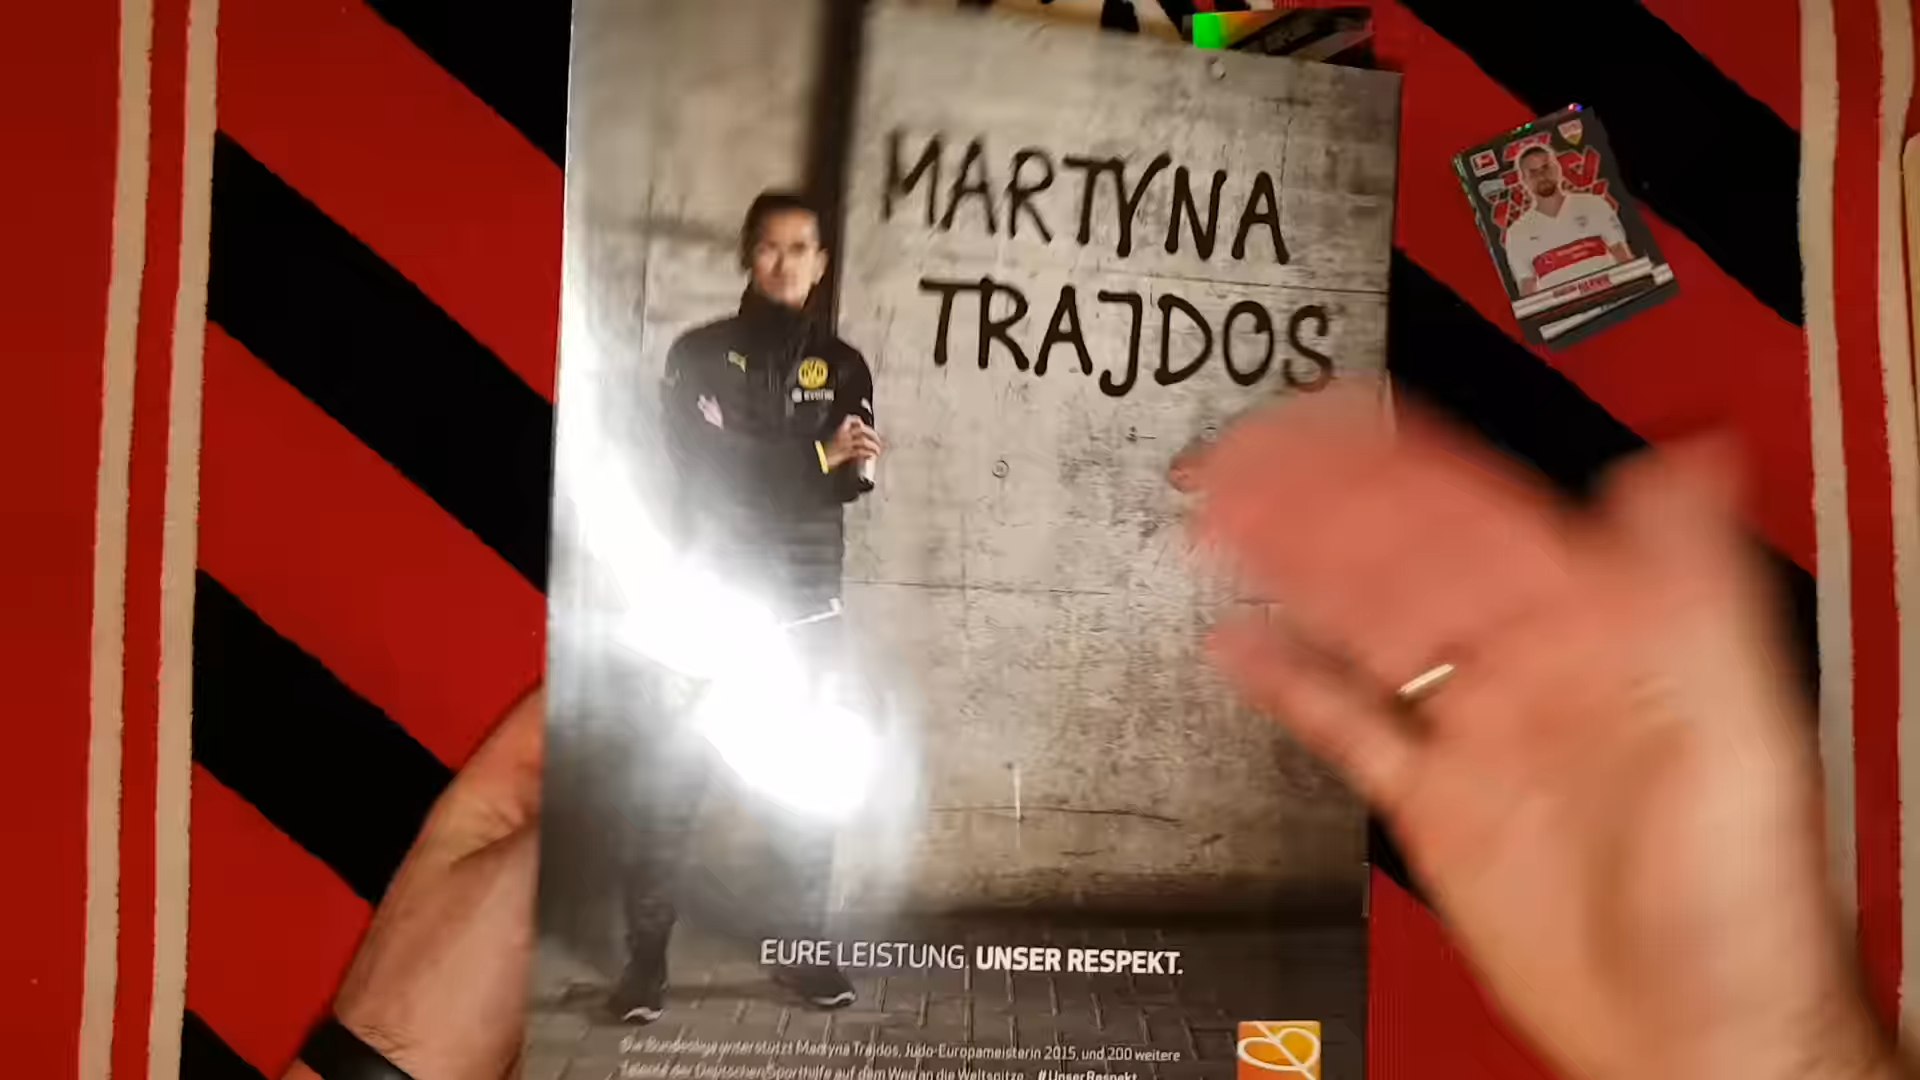 MARTYNA
TRAJDOS
BVB
EURE LEISTUNG. UNSER RESPEKT.
Die Bundesliga unterstützt Martyna Trajdos, Judo-Europameisterin 2015, und 200 weitere
Talente der Deutschen Sporthilfe auf dem Weg an die Weltspitze. #UnserRespekt